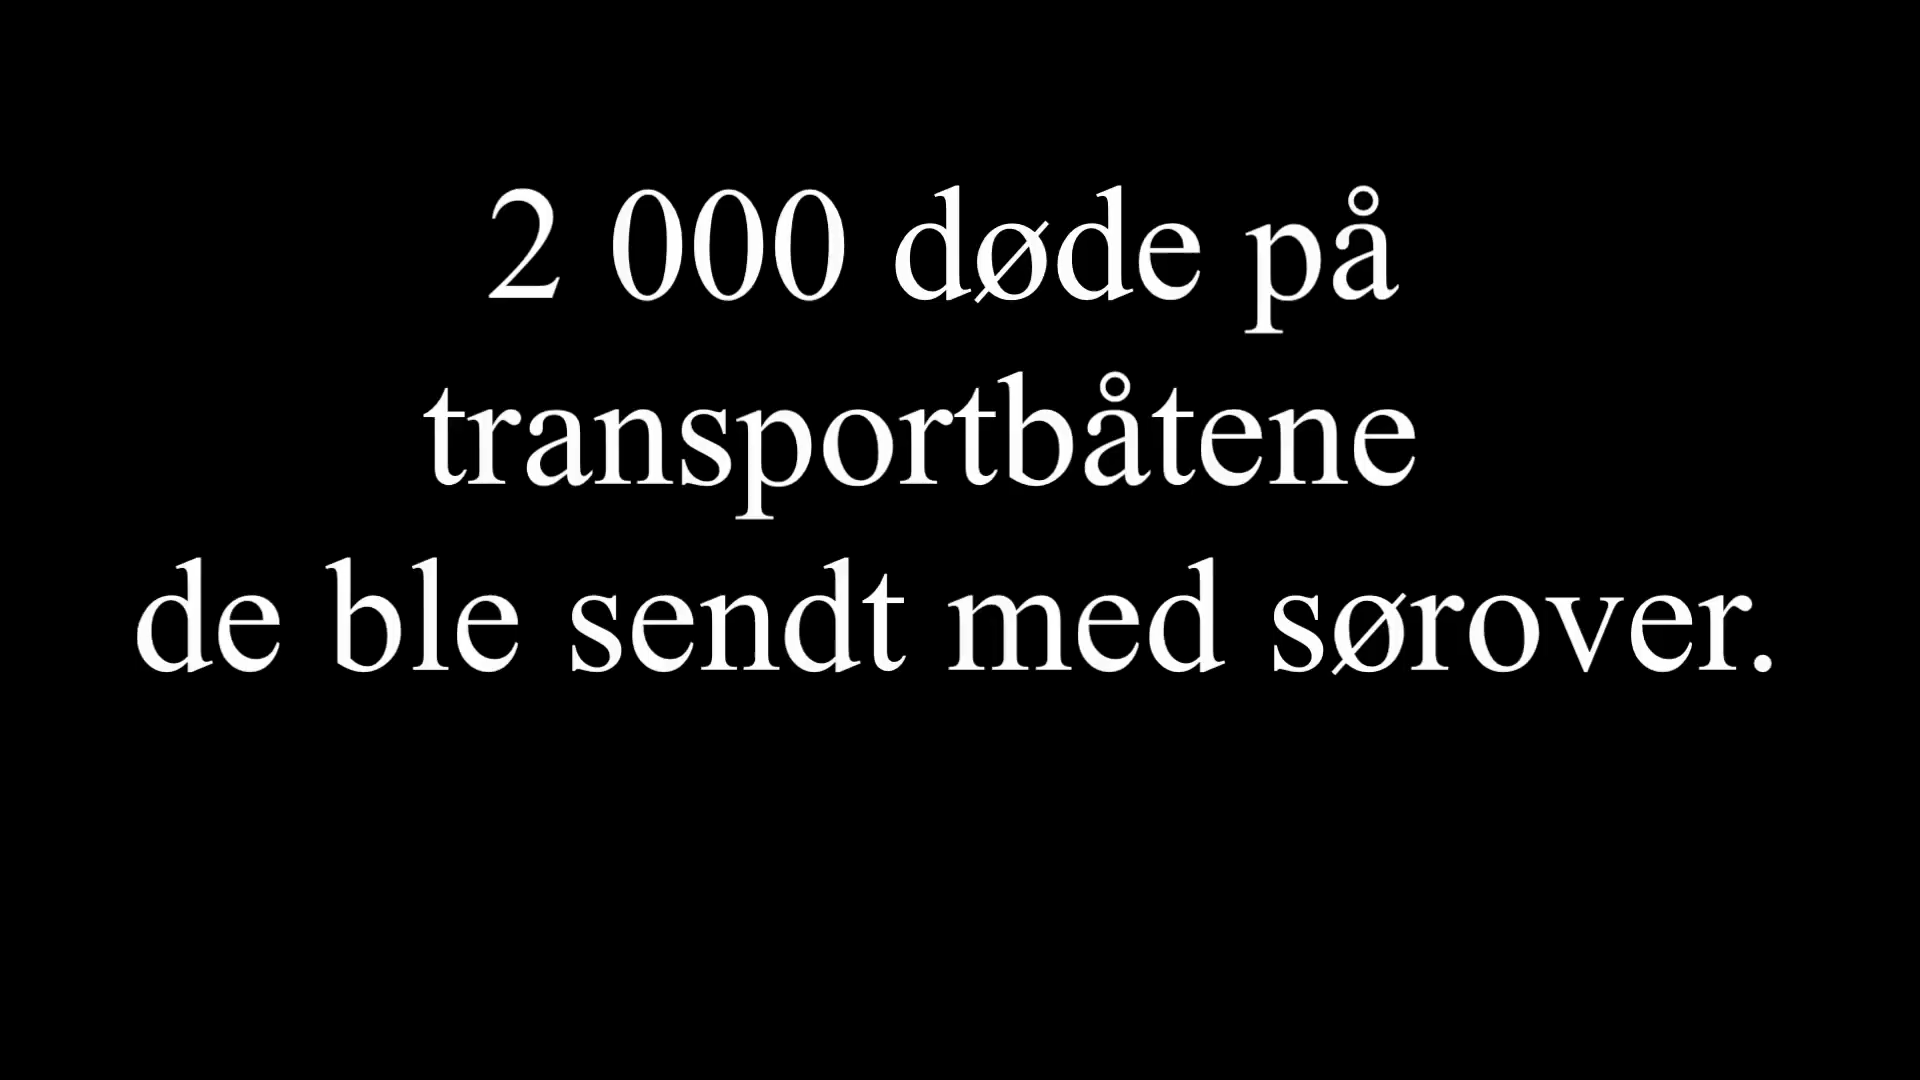 2 000 døde på
transportbåtene
de ble sendt med sørover.